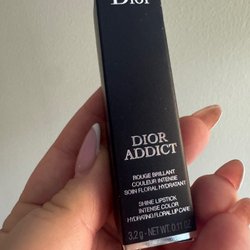 Dior
DIOR
ADDICT
ROUGE BRILLANT
COULEUR INTENSE
SOIN FLORAL HYDRATANT
SHINE LIPSTICK
INTENSE COLOR
HYDRATING FLORAL LIP CARE
3,2 g - NET WT. 0.11 OZ